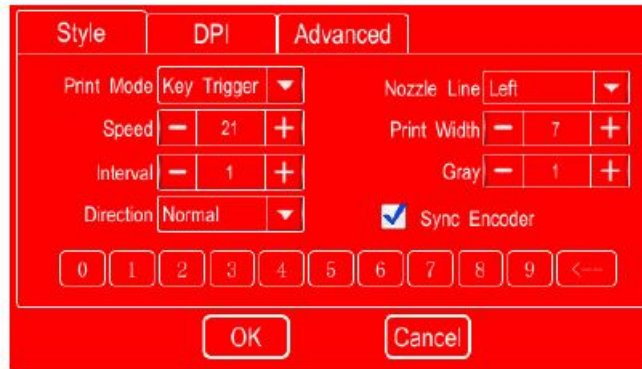 Style DPI Advanced
Print Mode Key Trigger Nozzle Line Left
Speed − 21 + Print Width − 7 +
Interval − 1 + Gray − 1 +
Direction Normal Sync Encoder
0 1 2 3 4 5 6 7 8 9 <--
OK Cancel